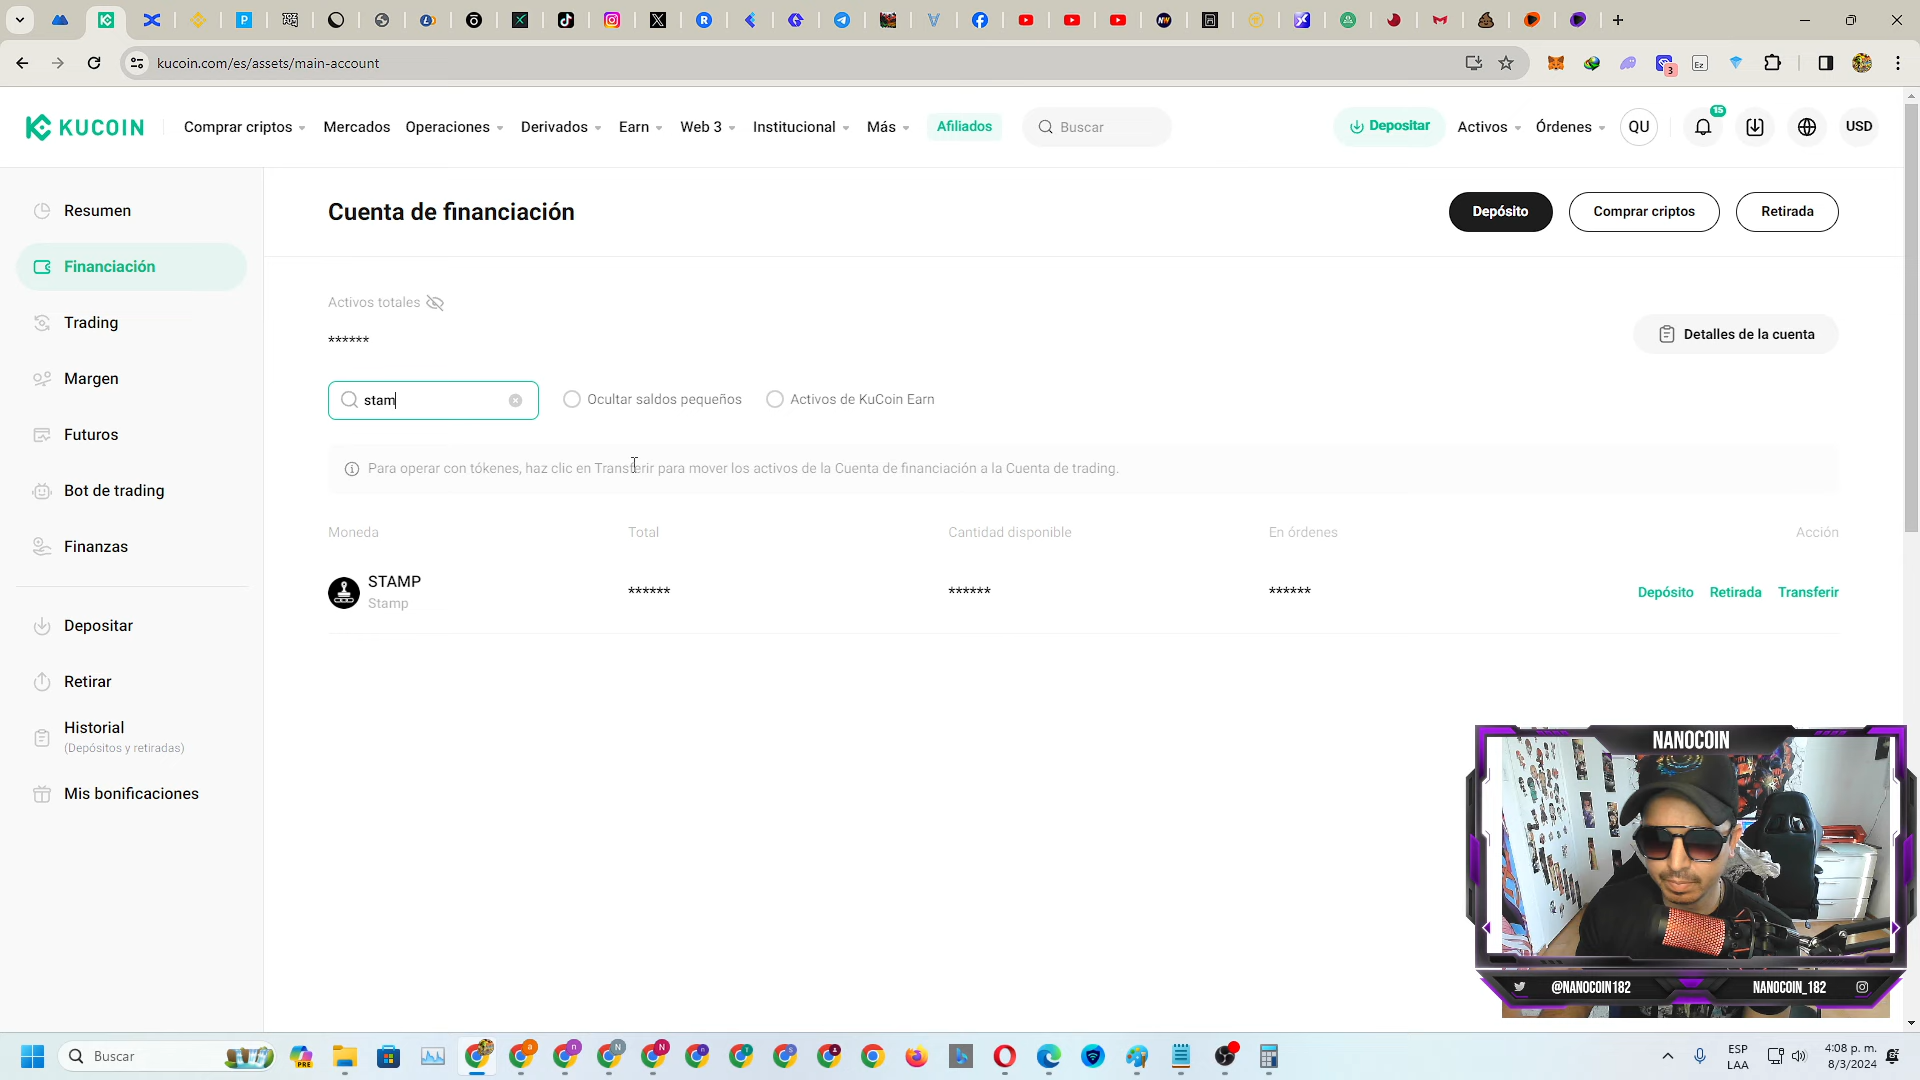 kucoin.com/es/assets/main-account
3
KUCOIN
Comprar criptos
Mercados
Operaciones
Derivados
Earn
Web 3
Institucional
Más
Afiliados
Buscar
Depositar
Activos
Órdenes
QU
15
USD
Resumen
Financiación
Trading
Margen
Futuros
Bot de trading
Finanzas
Depositar
Retirar
Historial
(Depósitos y retiradas)
Mis bonificaciones
Cuenta de financiación
Depósito
Comprar criptos
Retirada
Activos totales
******
Detalles de la cuenta
stam
Ocultar saldos pequeños
Activos de KuCoin Earn
Para operar con tókenes, haz clic en Transferir para mover los activos de la Cuenta de financiación a la Cuenta de trading.
Moneda Total Cantidad disponible En órdenes Acción
STAMP
Stamp
****** ****** ******
Depósito Retirada Transferir
NANOCOIN
@NANOCOIN182
NANOCOIN_182
Buscar
ESP
LAA
4:08 p. m.
8/3/2024